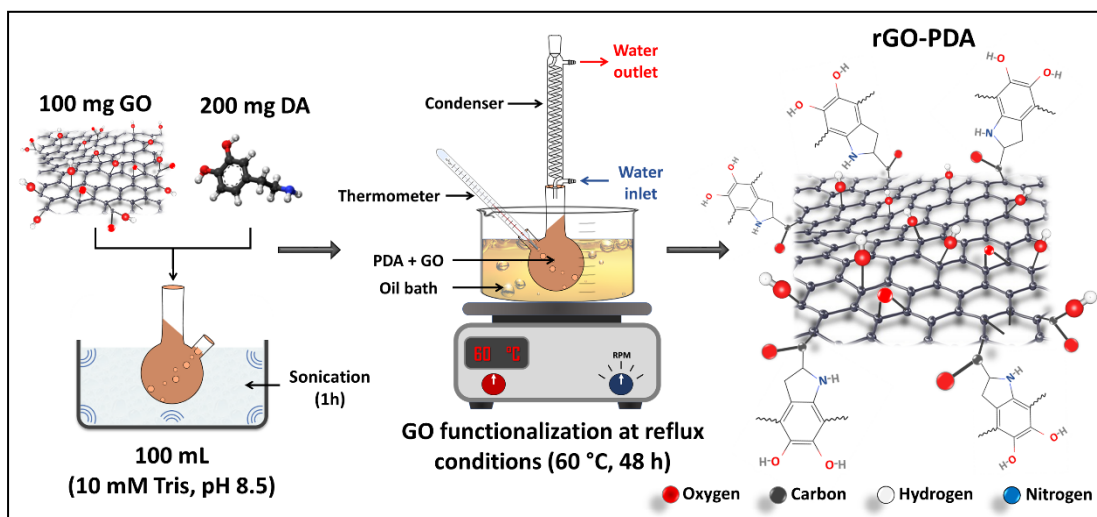 100 mg GO
200 mg DA
Sonication
(1h)
100 mL
(10 mM Tris, pH 8.5)
Condenser
Water
outlet
Water
inlet
Thermometer
PDA + GO
Oil bath
60 °C
RPM
GO functionalization at reflux
conditions (60 °C, 48 h)
rGO-PDA
O-H
O-H
HN
H-O
H-O
N-H
H-O
H-O
HN
N-H
H-O
O-H
N-H
O-H
O-H
Oxygen
Carbon
Hydrogen
Nitrogen